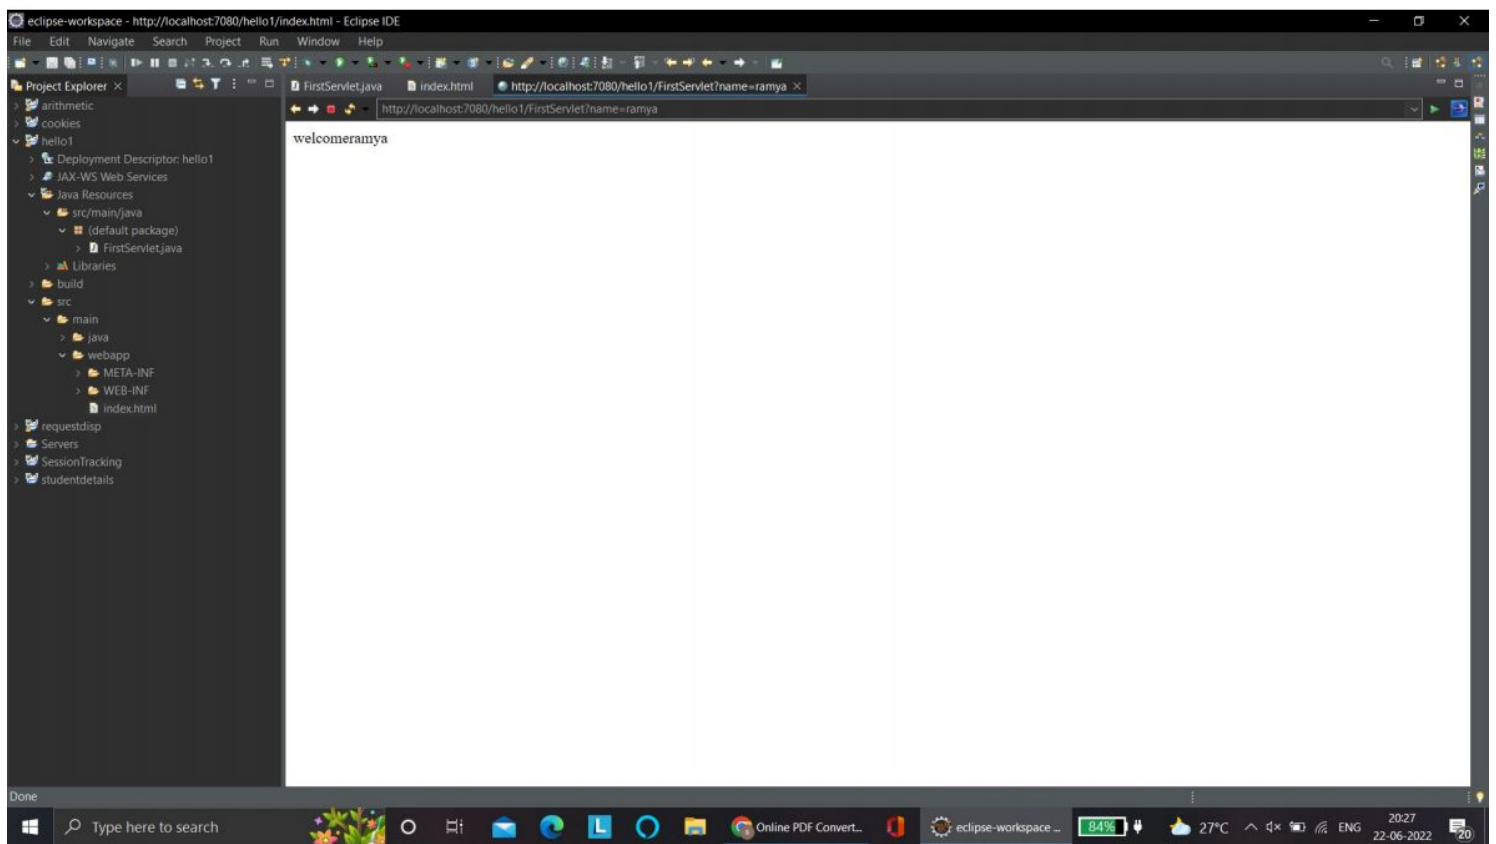 eclipse-workspace - http://localhost:7080/hello1/index.html - Eclipse IDE
File Edit Navigate Search Project Run Window Help
Project Explorer
FirstServlet.java index.html http://localhost:7080/hello1/FirstServlet?name=ramya
http://localhost:7080/hello1/FirstServlet?name=ramya
arithmetic
cookies
hello1
Deployment Descriptor: hello1
JAX-WS Web Services
Java Resources
src/main/java
(default package)
FirstServlet.java
Libraries
build
src
main
java
webapp
META-INF
WEB-INF
index.html
requestdisp
Servers
SessionTracking
studentdetails
welcomeramya
Done
Type here to search
L
Online PDF Convert...
eclipse-workspace ...
84%
27°C
ENG
20:27
22-06-2022
20